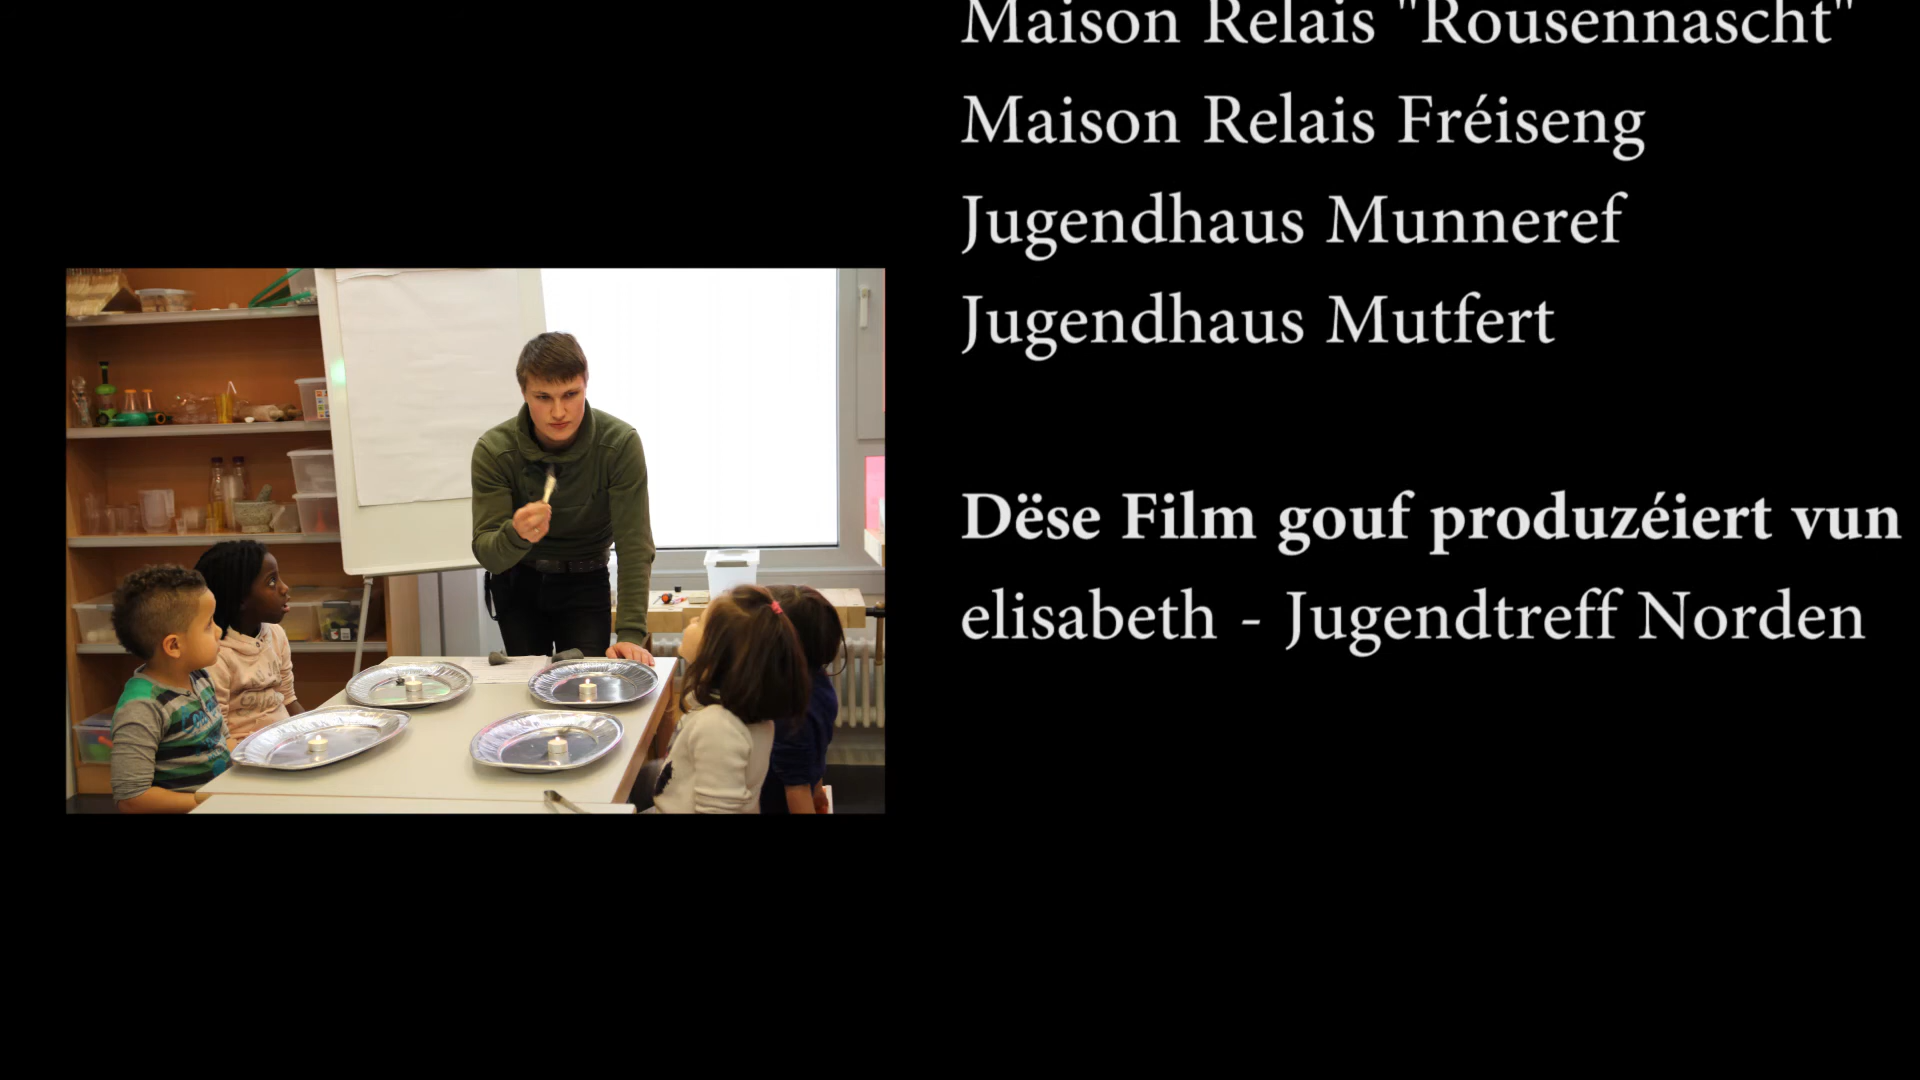 Maison Relais "Rousennascht"
Maison Relais Fréiseng
Jugendhaus Munneref
Jugendhaus Mutfert
Dëse Film gouf produzéiert vun
elisabeth - Jugendtreff Norden